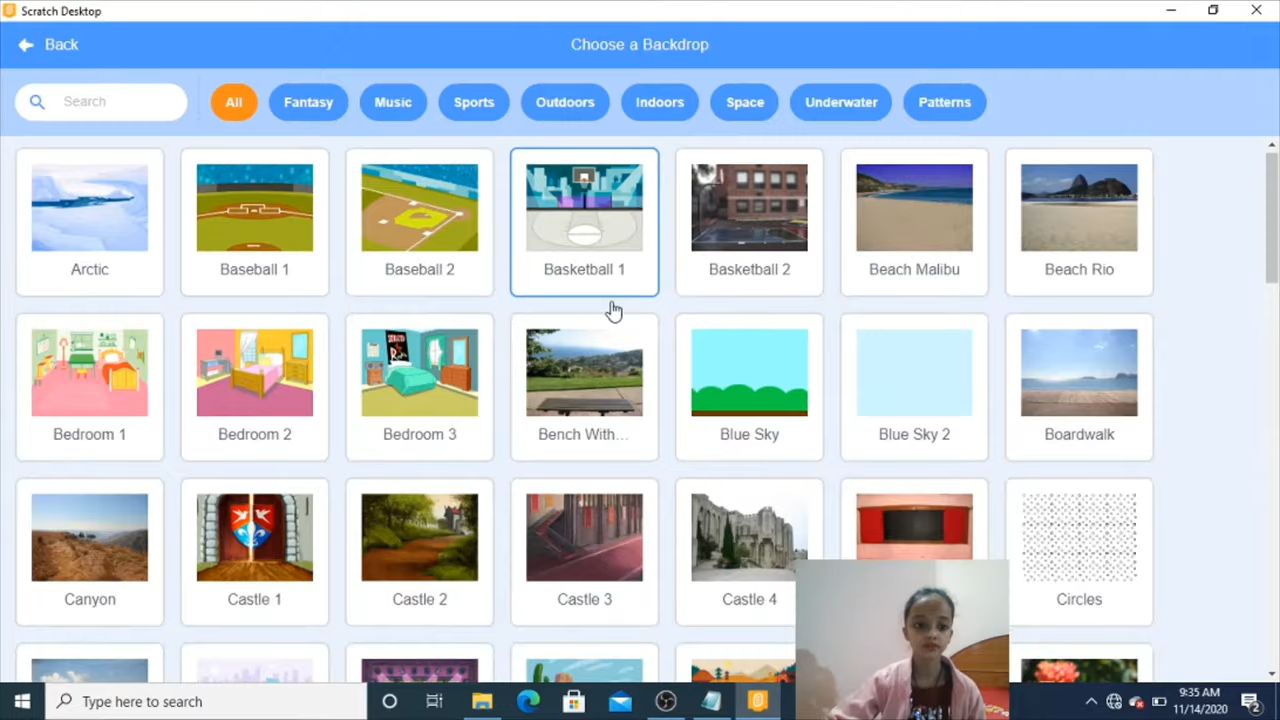 Scratch Desktop
Back
Choose a Backdrop
Search
All
Fantasy
Music
Sports
Outdoors
Indoors
Space
Underwater
Patterns
Arctic
Baseball 1
Baseball 2
Basketball 1
Basketball 2
Beach Malibu
Beach Rio
Bedroom 1
Bedroom 2
Bedroom 3
Bench With...
Blue Sky
Blue Sky 2
Boardwalk
Canyon
Castle 1
Castle 2
Castle 3
Castle 4
Circles
Type here to search
9:35 AM
11/14/2020
2